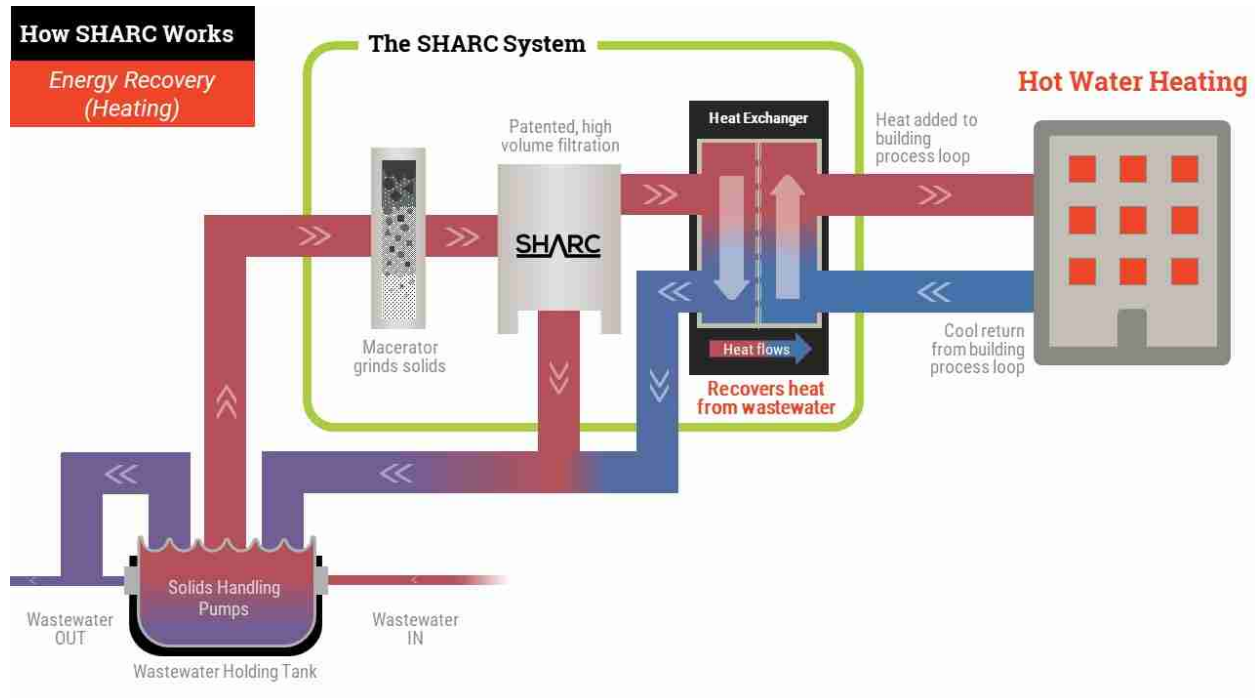 How SHARC Works
Energy Recovery
(Heating)
The SHARC System
Hot Water Heating
Patented, high
volume filtration
Heat Exchanger
Heat added to
building
process loop
SHARC
Macerator
grinds solids
Heat flows
Recovers heat
from wastewater
Cool return
from building
process loop
Solids Handling
Pumps
Wastewater
OUT
Wastewater
IN
Wastewater Holding Tank